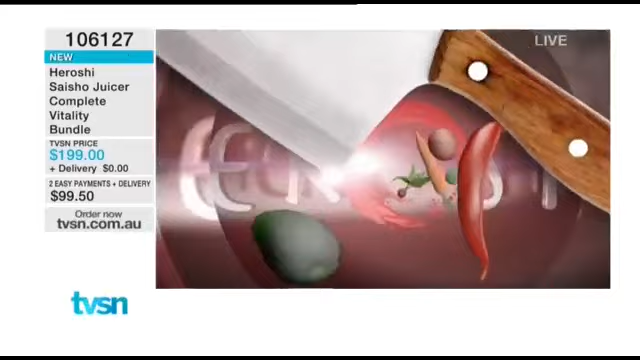 106127
NEW
Heroshi
Saisho Juicer
Complete
Vitality
Bundle
TVSN PRICE
$199.00
+ Delivery $0.00
2 EASY PAYMENTS + DELIVERY
$99.50
Order now
tvsn.com.au
tvsn
LIVE